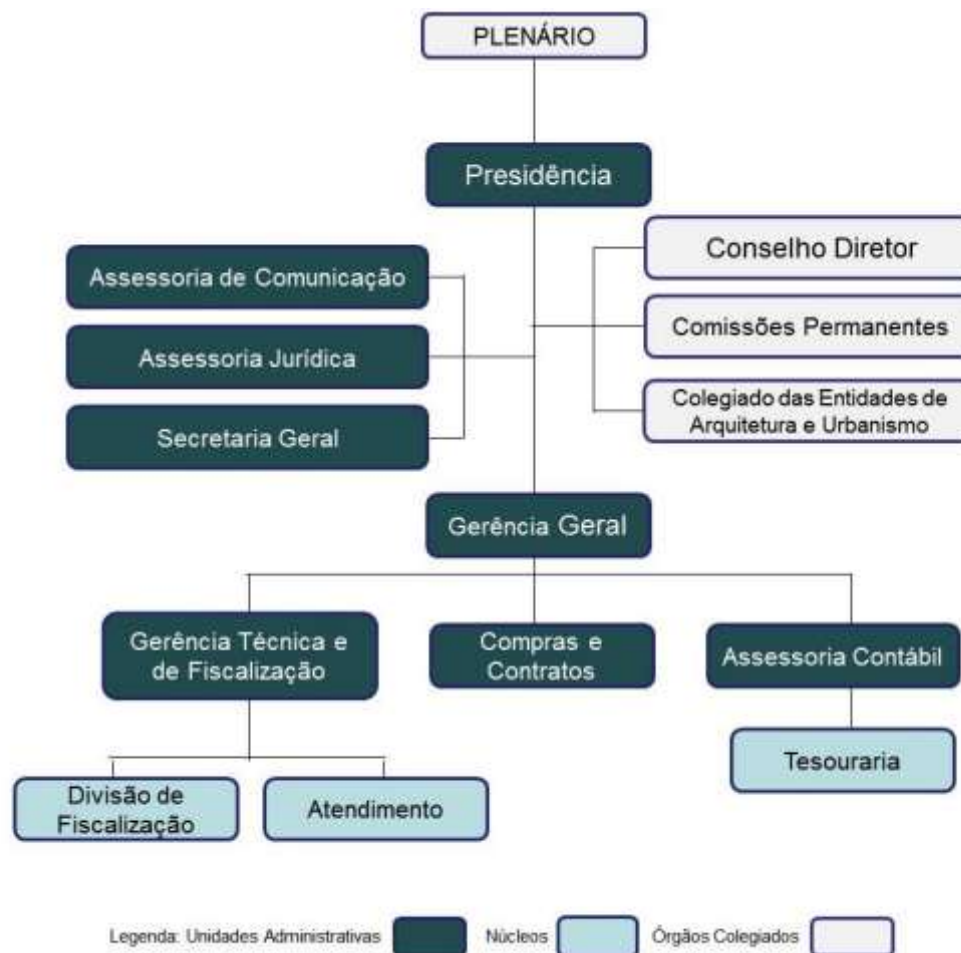 PLENÁRIO
Presidência
Assessoria de Comunicação
Assessoria Jurídica
Secretaria Geral
Conselho Diretor
Comissões Permanentes
Colegiado das Entidades de
Arquitetura e Urbanismo
Gerência Geral
Gerência Técnica e
de Fiscalização
Compras e
Contratos
Assessoria Contábil
Divisão de
Fiscalização
Atendimento
Tesouraria
Legenda: Unidades Administrativas Núcleos Órgãos Colegiados